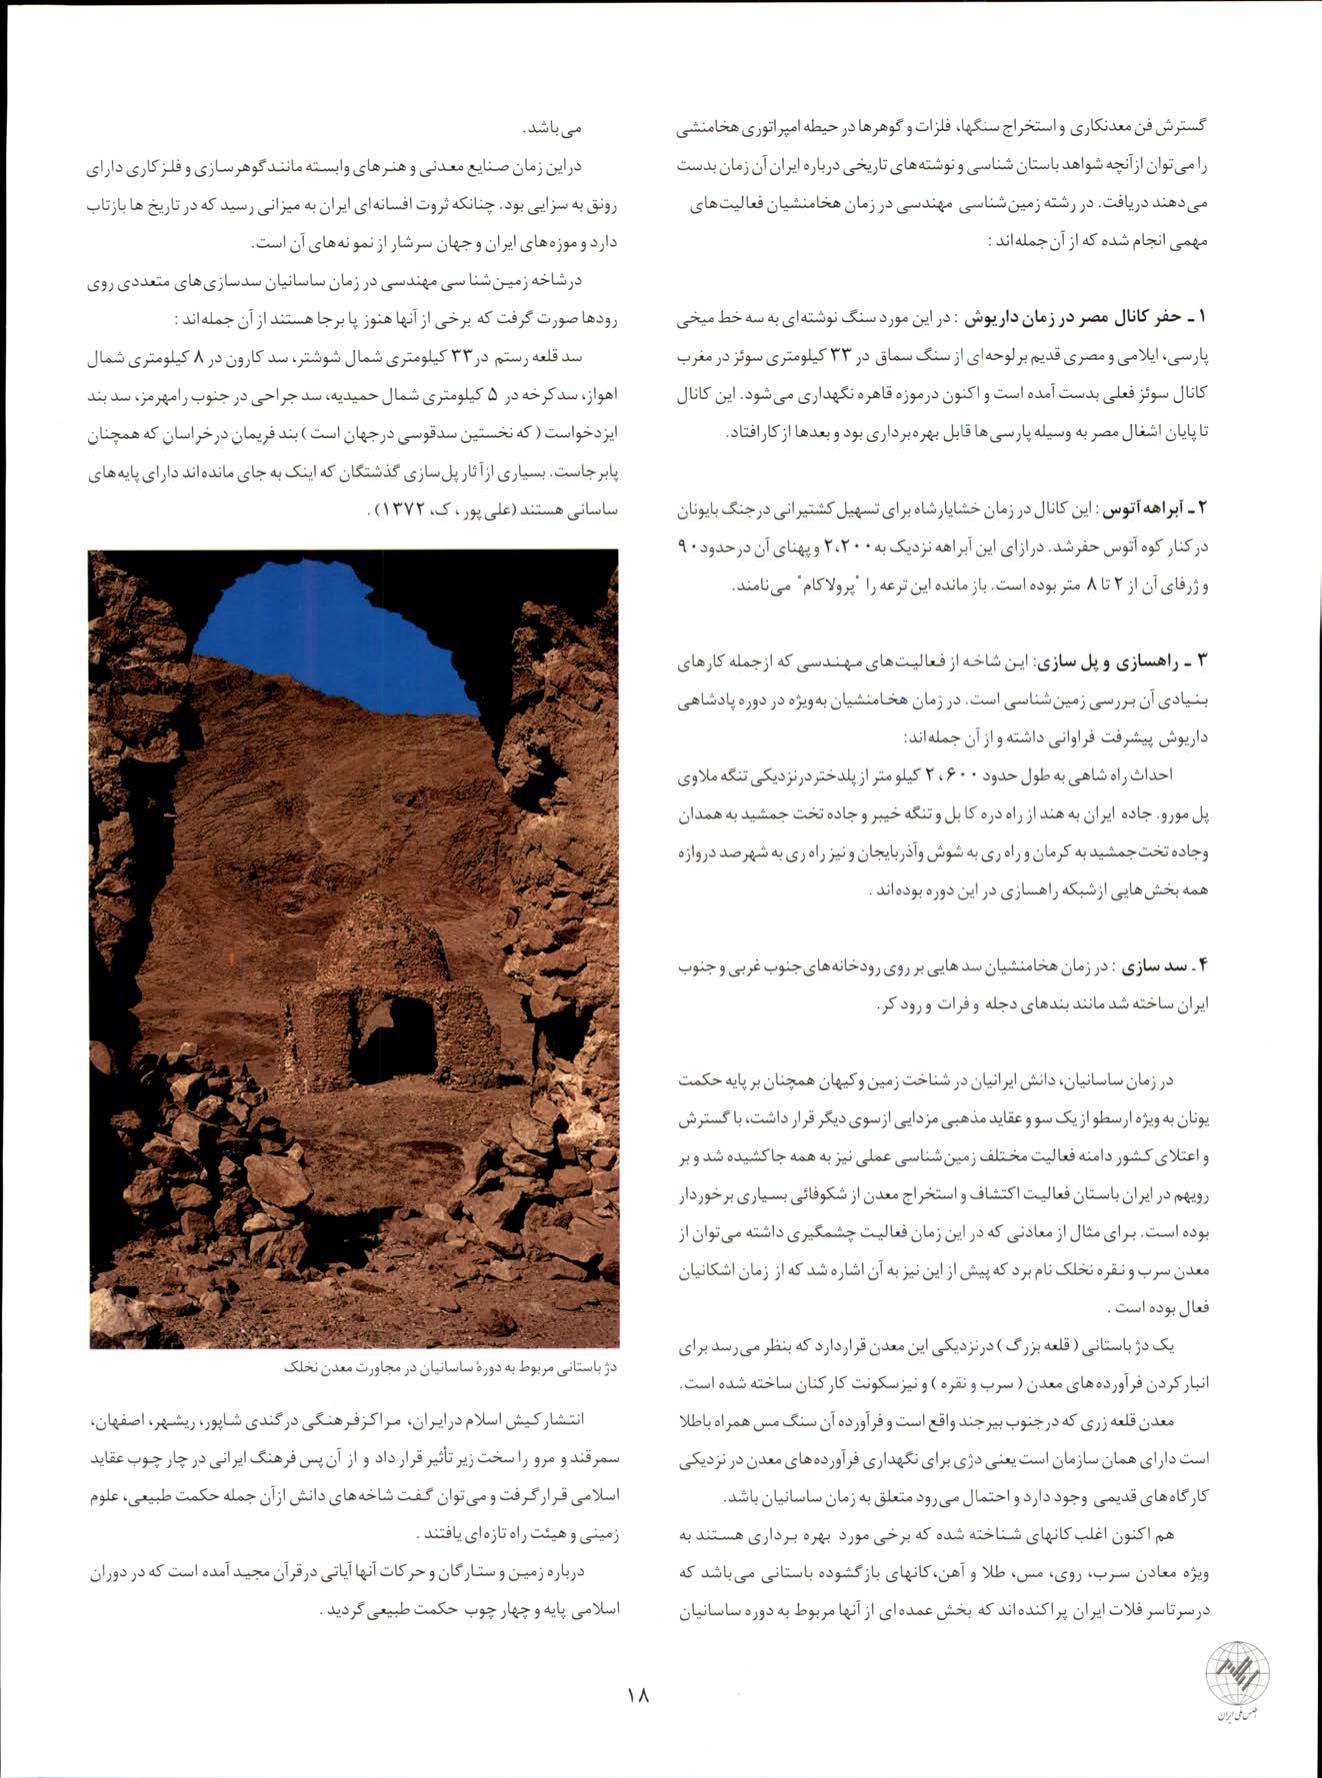 گسترش فن معدنکاری و استخراج سنگها، فلزات و گوهرها در حیطه امپراتوری هخامنشی
را می‌توان از آنچه شواهد باستان شناسی و نوشته‌های تاریخی درباره ایران آن زمان بدست
می‌دهند دریافت. در رشته زمین‌شناسی مهندسی در زمان هخامنشیان فعالیت‌های
مهمی انجام شده که از آن جمله‌اند :
۱ ـ حفر کانال مصر در زمان داریوش : در این مورد سنگ نوشته‌ای به سه خط میخی
پارسی، ایلامی و مصری قدیم بر لوحه‌ای از سنگ سماق در ۳۳ کیلومتری سوئز در مغرب
کانال سوئز فعلی بدست آمده است و اکنون درموزه قاهره نگهداری می‌شود. این کانال
تا پایان اشغال مصر به وسیله پارسی‌ها قابل بهره‌برداری بود و بعدها از کار افتاد.
۲ ـ آبراهه آتوس : این کانال در زمان خشایارشاه برای تسهیل کشتیرانی در جنگ بایونان
در کنار کوه آتوس حفرشد. درازای این آبراهه نزدیک به ۲،۲۰۰ و پهنای آن در حدود ۹۰
و ژرفای آن از ۲ تا ۸ متر بوده است. باز مانده این ترعه را "پرولاکام" می‌نامند.
۳ ـ راهسازی و پل سازی: این شاخه از فعالیت‌های مهندسی که ازجمله کارهای
بنیادی آن بررسی زمین‌شناسی است. در زمان هخامنشیان به‌ویژه در دوره پادشاهی
داریوش پیشرفت فراوانی داشته و از آن جمله‌اند:
احداث راه شاهی به طول حدود ۲،۶۰۰ کیلو متر از پلدختر درنزدیکی تنگه ملاوی
پل مورو. جاده ایران به هند از راه دره کابل و تنگه خیبر و جاده تخت جمشید به همدان
وجاده تخت‌جمشید به کرمان و راه ری به شوش وآذربایجان و نیز راه ری به شهرصد دروازه
همه بخش‌هایی ازشبکه راهسازی در این دوره بوده‌اند .
۴ـ سد سازی : در زمان هخامنشیان سد هایی بر روی رودخانه‌های جنوب غربی و جنوب
ایران ساخته شد مانند بندهای دجله و فرات و رود کر.
در زمان ساسانیان، دانش ایرانیان در شناخت زمین و کیهان همچنان بر پایه حکمت
یونان به ویژه ارسطو از یک سو و عقاید مذهبی مزدایی ازسوی دیگر قرار داشت، با گسترش
و اعتلای کشور دامنه فعالیت مختلف زمین‌شناسی عملی نیز به همه جا کشیده شد و بر
رویهم در ایران باستان فعالیت اکتشاف و استخراج معدن از شکوفائی بسیاری برخوردار
بوده است. برای مثال از معادنی که در این زمان فعالیت چشمگیری داشته می‌توان از
معدن سرب و نقره نخلک نام برد که پیش از این نیز به آن اشاره شد که از زمان اشکانیان
فعال بوده است .
یک دژ باستانی ( قلعه بزرگ ) درنزدیکی این معدن قراردارد که بنظر می‌رسد برای
انبار کردن فرآورده‌های معدن ( سرب و نقره ) و نیزسکونت کارکنان ساخته شده است.
معدن قلعه زری که درجنوب بیرجند واقع است و فرآورده آن سنگ مس همراه باطلا
است دارای همان سازمان است یعنی دژی برای نگهداری فرآورده‌های معدن در نزدیکی
کارگاه‌های قدیمی وجود دارد و احتمال می‌رود متعلق به زمان ساسانیان باشد.
هم اکنون اغلب کانهای شناخته شده که برخی مورد بهره برداری هستند به
ویژه معادن سرب، روی، مس، طلا و آهن، کانهای بازگشوده باستانی می‌باشد که
درسرتاسر فلات ایران پراکنده‌اند که بخش عمده‌ای از آنها مربوط به دوره ساسانیان
می باشد.
دراین زمان صنایع معدنی و هنرهای وابسته مانند گوهرسازی و فلزکاری دارای
رونق به سزایی بود. چنانکه ثروت افسانه‌ای ایران به میزانی رسید که در تاریخ ها بازتاب
دارد و موزه‌های ایران و جهان سرشار از نمونه‌های آن است.
درشاخه زمین‌شناسی مهندسی در زمان ساسانیان سدسازی‌های متعددی روی
رودها صورت گرفت که برخی از آنها هنوز پا برجا هستند از آن جمله‌اند :
سد قلعه رستم در ۳۳ کیلومتری شمال شوشتر، سد کارون در ۸ کیلومتری شمال
اهواز، سدکرخه در ۵ کیلومتری شمال حمیدیه، سد جراحی در جنوب رامهرمز، سد بند
ایزدخواست ( که نخستین سدقوسی درجهان است ) بند فریمان درخراسان که همچنان
پابرجاست. بسیاری ازآثار پل‌سازی گذشتگان که اینک به جای مانده‌اند دارای پایه‌های
ساسانی هستند (علی پور ، ک، ۱۳۷۲) .
دژ باستانی مربوط به دورهٔ ساسانیان در مجاورت معدن نخلک
انتشار کیش اسلام درایران، مراکز فرهنگی درگندی شاپور، ریشهر، اصفهان،
سمرقند و مرو را سخت زیر تأثیر قرار داد و از آن پس فرهنگ ایرانی در چار چوب عقاید
اسلامی قرار گرفت و می‌توان گفت شاخه‌های دانش ازآن جمله حکمت طبیعی، علوم
زمینی و هیئت راه تازه‌ای یافتند .
درباره زمین و ستارگان و حرکات آنها آیاتی درقرآن مجید آمده است که در دوران
اسلامی پایه و چهار چوب حکمت طبیعی گردید .
۱۸
اطلس ملی ایران